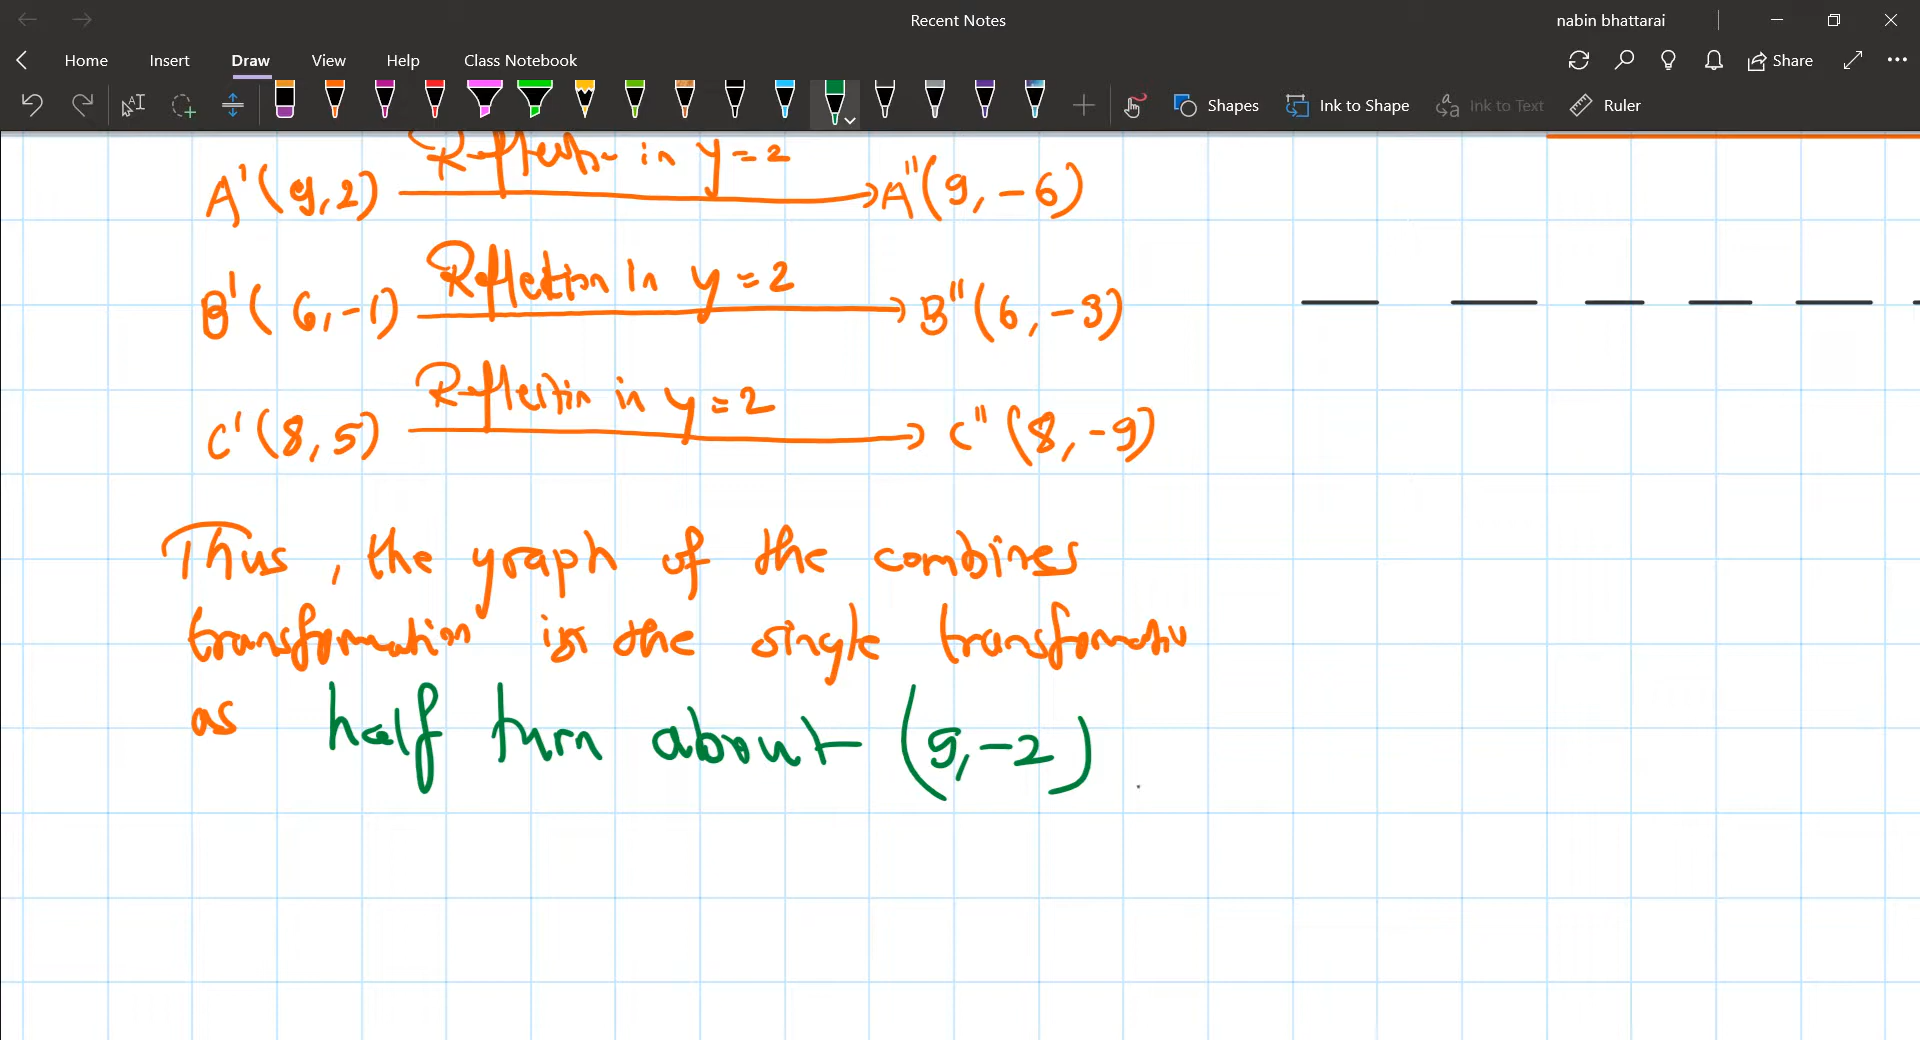 Recent Notes
nabin bhattarai
Home Insert Draw View Help Class Notebook
Share
Shapes Ink to Shape Ink to Text Ruler
Reflection in y=2
A'(9,2) A"(9,-6)
Reflection In y=2
B'(6,-1) B"(6,-3)
Reflection in y=2
C'(8,5) C"(8,-9)
Thus, the graph of the combines
transformation is the single
as half turn about (9,-2)